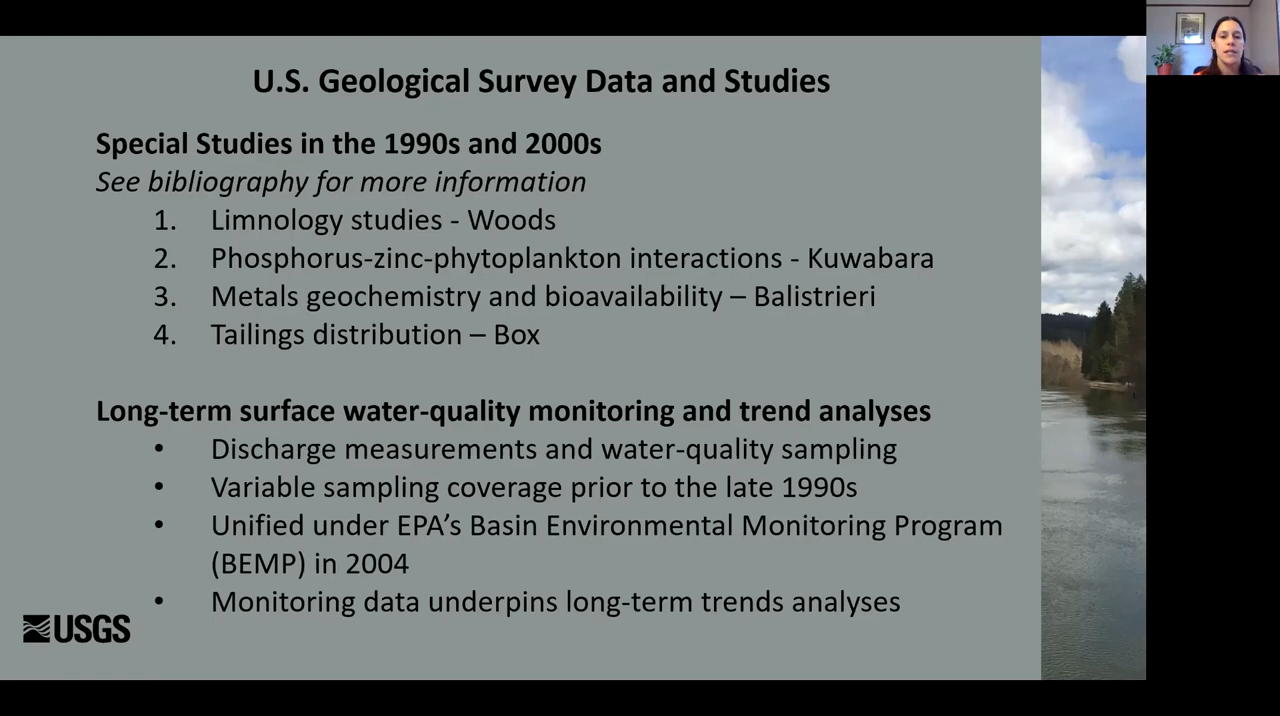 U.S. Geological Survey Data and Studies
Special Studies in the 1990s and 2000s
See bibliography for more information
1. Limnology studies - Woods
2. Phosphorus-zinc-phytoplankton interactions - Kuwabara
3. Metals geochemistry and bioavailability – Balistrieri
4. Tailings distribution – Box
Long-term surface water-quality monitoring and trend analyses
• Discharge measurements and water-quality sampling
• Variable sampling coverage prior to the late 1990s
• Unified under EPA’s Basin Environmental Monitoring Program
(BEMP) in 2004
• Monitoring data underpins long-term trends analyses
USGS